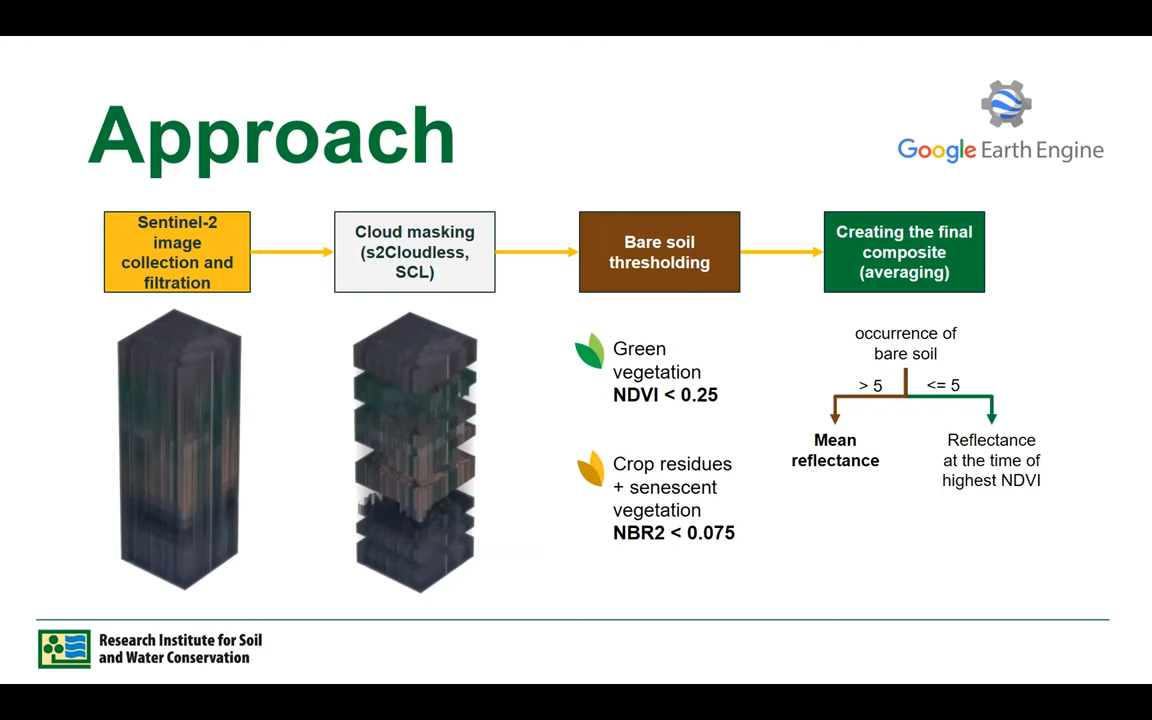 Approach
Google Earth Engine
Sentinel-2
image
collection and
filtration
Cloud masking
(s2Cloudless,
SCL)
Bare soil
thresholding
Creating the final
composite
(averaging)
Green
vegetation
NDVI < 0.25
Crop residues
+ senescent
vegetation
NBR2 < 0.075
occurrence of
bare soil
> 5
<= 5
Mean
reflectance
Reflectance
at the time of
highest NDVI
Research Institute for Soil
and Water Conservation